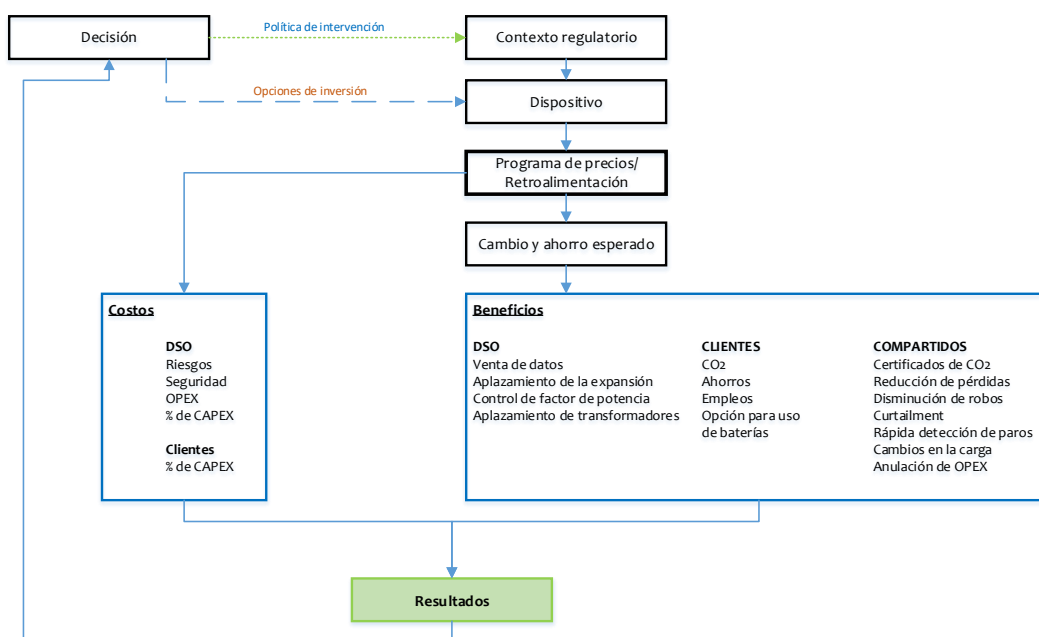 Decisión
Política de intervención
Contexto regulatorio
Opciones de inversión
Dispositivo
Programa de precios/
Retroalimentación
Cambio y ahorro esperado
Costos
DSO
Riesgos
Seguridad
OPEX
% de CAPEX
Clientes
% de CAPEX
Beneficios
DSO
Venta de datos
Aplazamiento de la expansión
Control de factor de potencia
Aplazamiento de transformadores
CLIENTES
CO2
Ahorros
Empleos
Opción para uso
de baterías
COMPARTIDOS
Certificados de CO2
Reducción de pérdidas
Disminución de robos
Curtailment
Rápida detección de paros
Cambios en la carga
Anulación de OPEX
Resultados